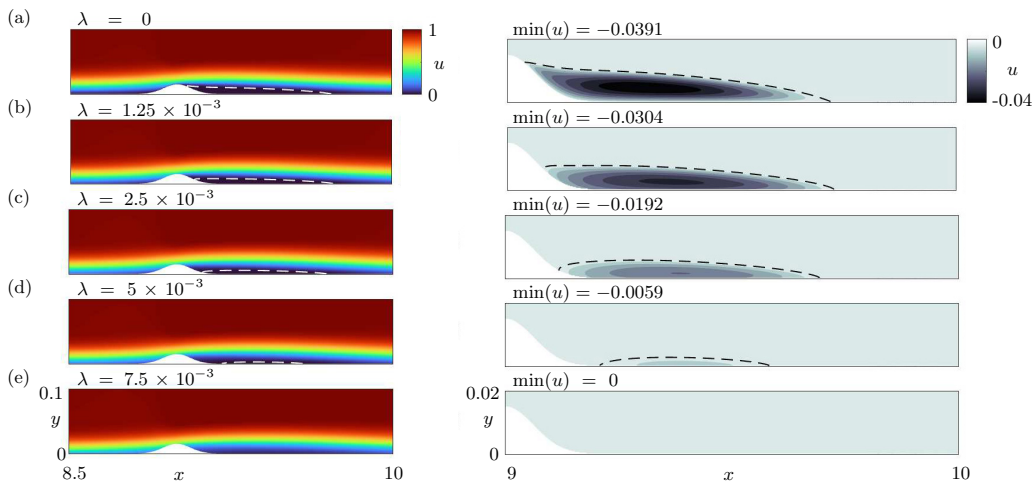 (a) λ = 0
1
u
0
min(u) = −0.0391
0
u
-0.04
(b) λ = 1.25 × 10⁻³
min(u) = −0.0304
(c) λ = 2.5 × 10⁻³
min(u) = −0.0192
(d) λ = 5 × 10⁻³
min(u) = −0.0059
(e) λ = 7.5 × 10⁻³
min(u) = 0
0.1
y
0
8.5 x 10
0.02
y
0
9 x 10